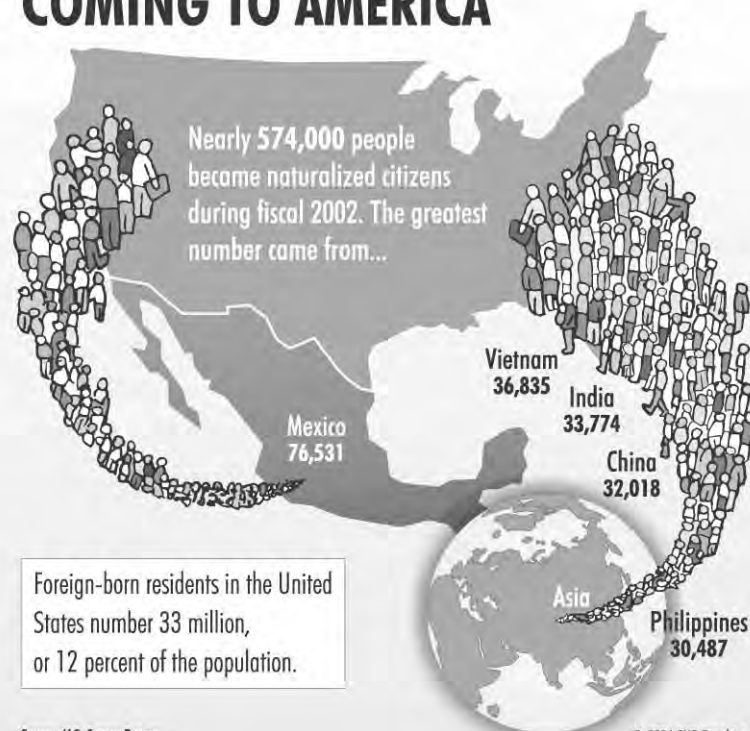 COMING TO AMERICA
Nearly 574,000 people
became naturalized citizens
during fiscal 2002. The greatest
number came from...
Vietnam
36,835
India
33,774
China
32,018
Mexico
76,531
Asia
Philippines
30,487
Foreign-born residents in the United
States number 33 million,
or 12 percent of the population.